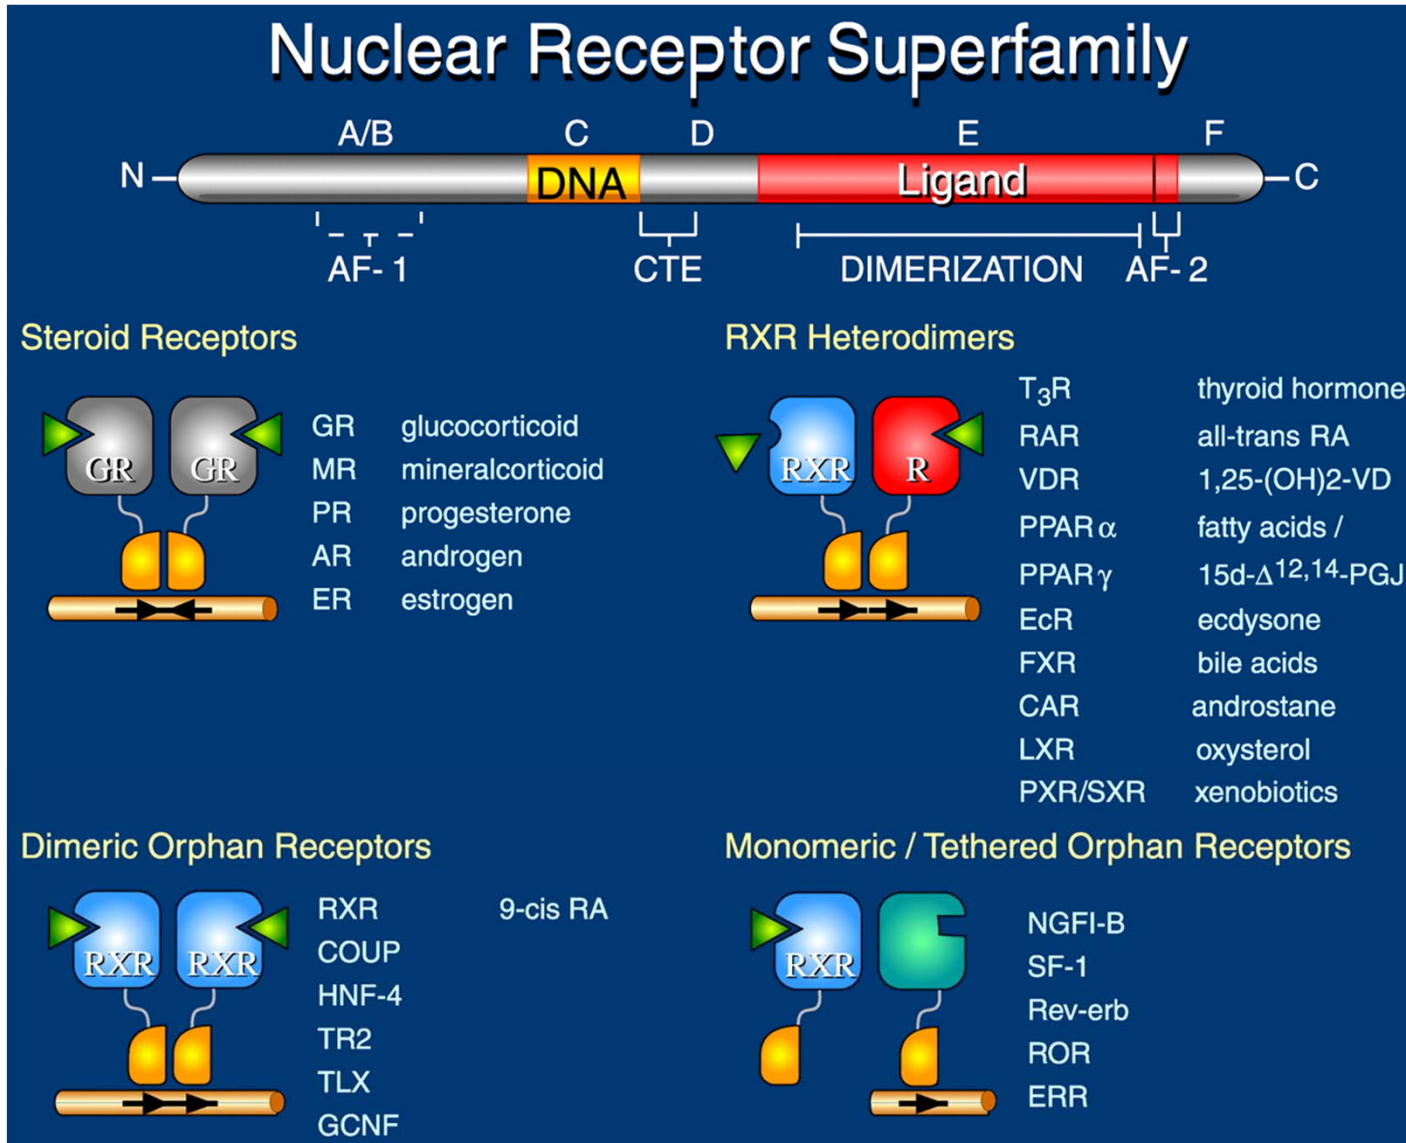 Nuclear Receptor Superfamily
A/B C D E F
N DNA Ligand C
AF- 1 CTE DIMERIZATION AF- 2
Steroid Receptors
GR GR
GR glucocorticoid
MR mineralcorticoid
PR progesterone
AR androgen
ER estrogen
RXR Heterodimers
RXR R
T₃R thyroid hormone
RAR all-trans RA
VDR 1,25-(OH)2-VD
PPAR α fatty acids /
PPAR γ 15d-Δ¹²,¹⁴-PGJ
EcR ecdysone
FXR bile acids
CAR androstane
LXR oxysterol
PXR/SXR xenobiotics
Dimeric Orphan Receptors
RXR RXR
RXR 9-cis RA
COUP
HNF-4
TR2
TLX
GCNF
Monomeric / Tethered Orphan Receptors
RXR
NGFI-B
SF-1
Rev-erb
ROR
ERR